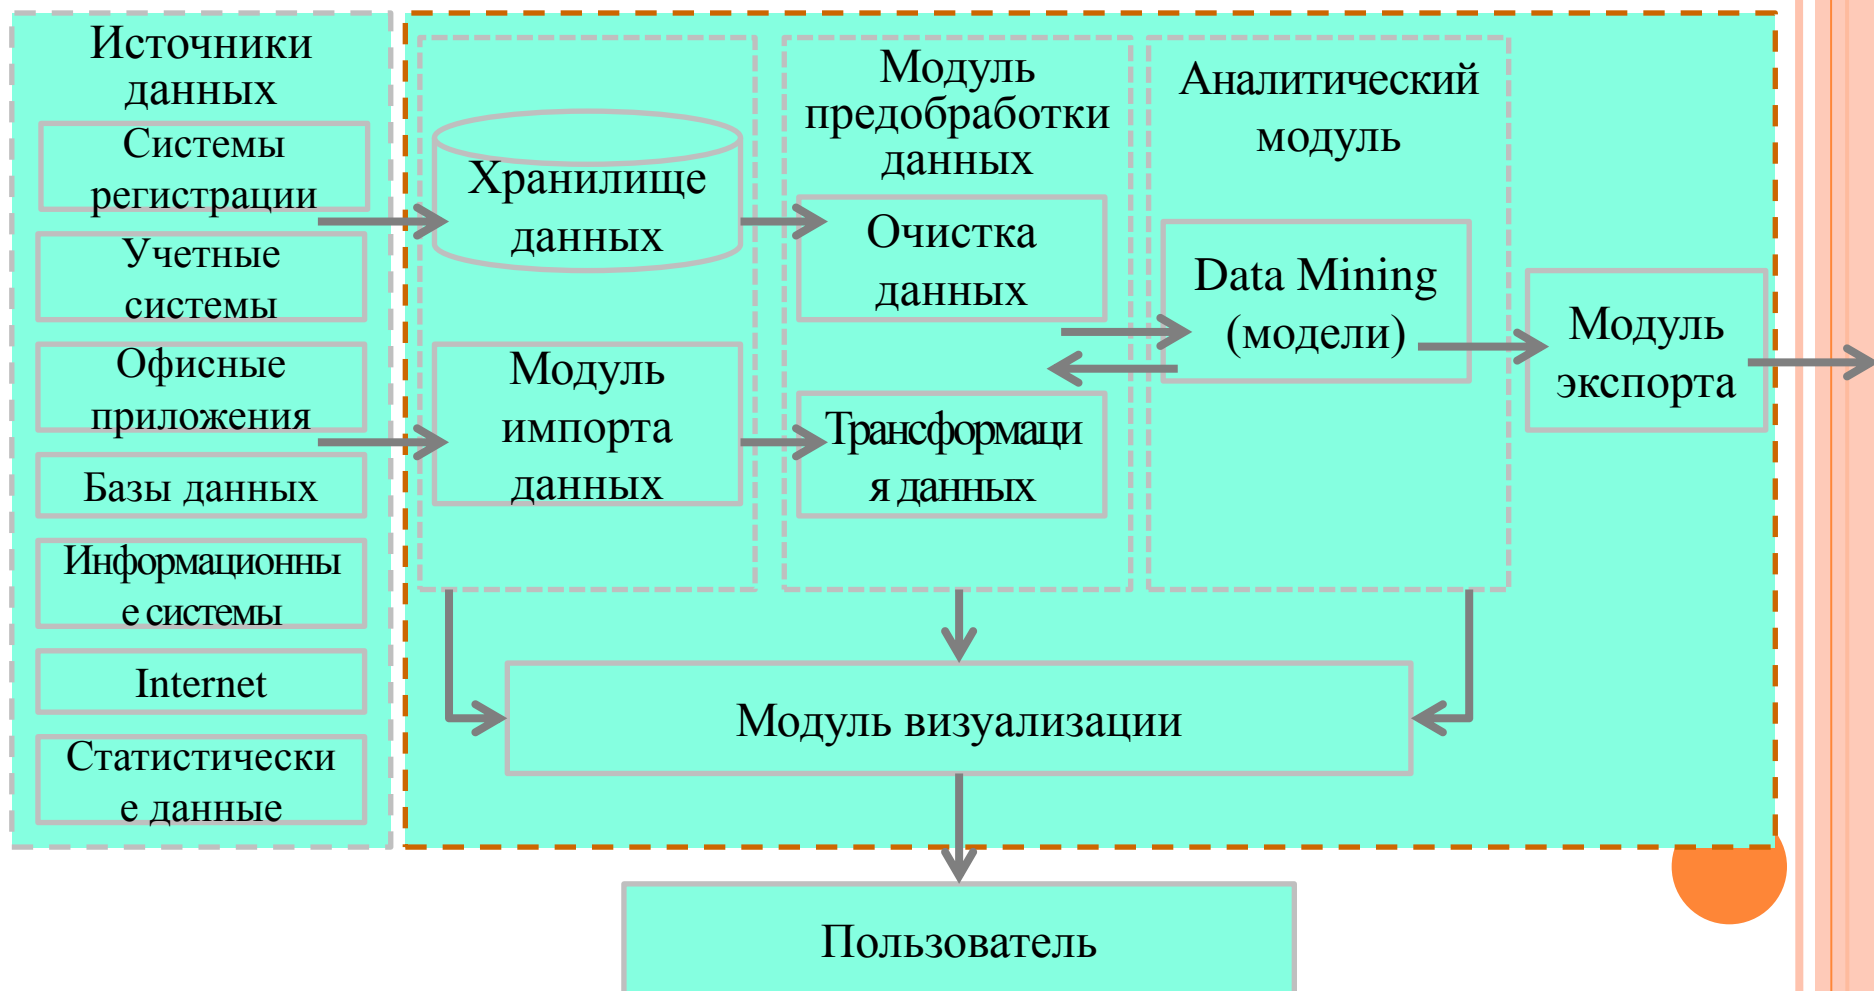 Источники
данных
Системы
регистрации
Учетные
системы
Офисные
приложения
Базы данных
Информационны
е системы
Internet
Статистически
е данные
Хранилище
данных
Модуль
импорта
данных
Модуль
предобработки
данных
Очистка
данных
Трансформаци
я данных
Аналитический
модуль
Data Mining
(модели)
Модуль
экспорта
Модуль визуализации
Пользователь